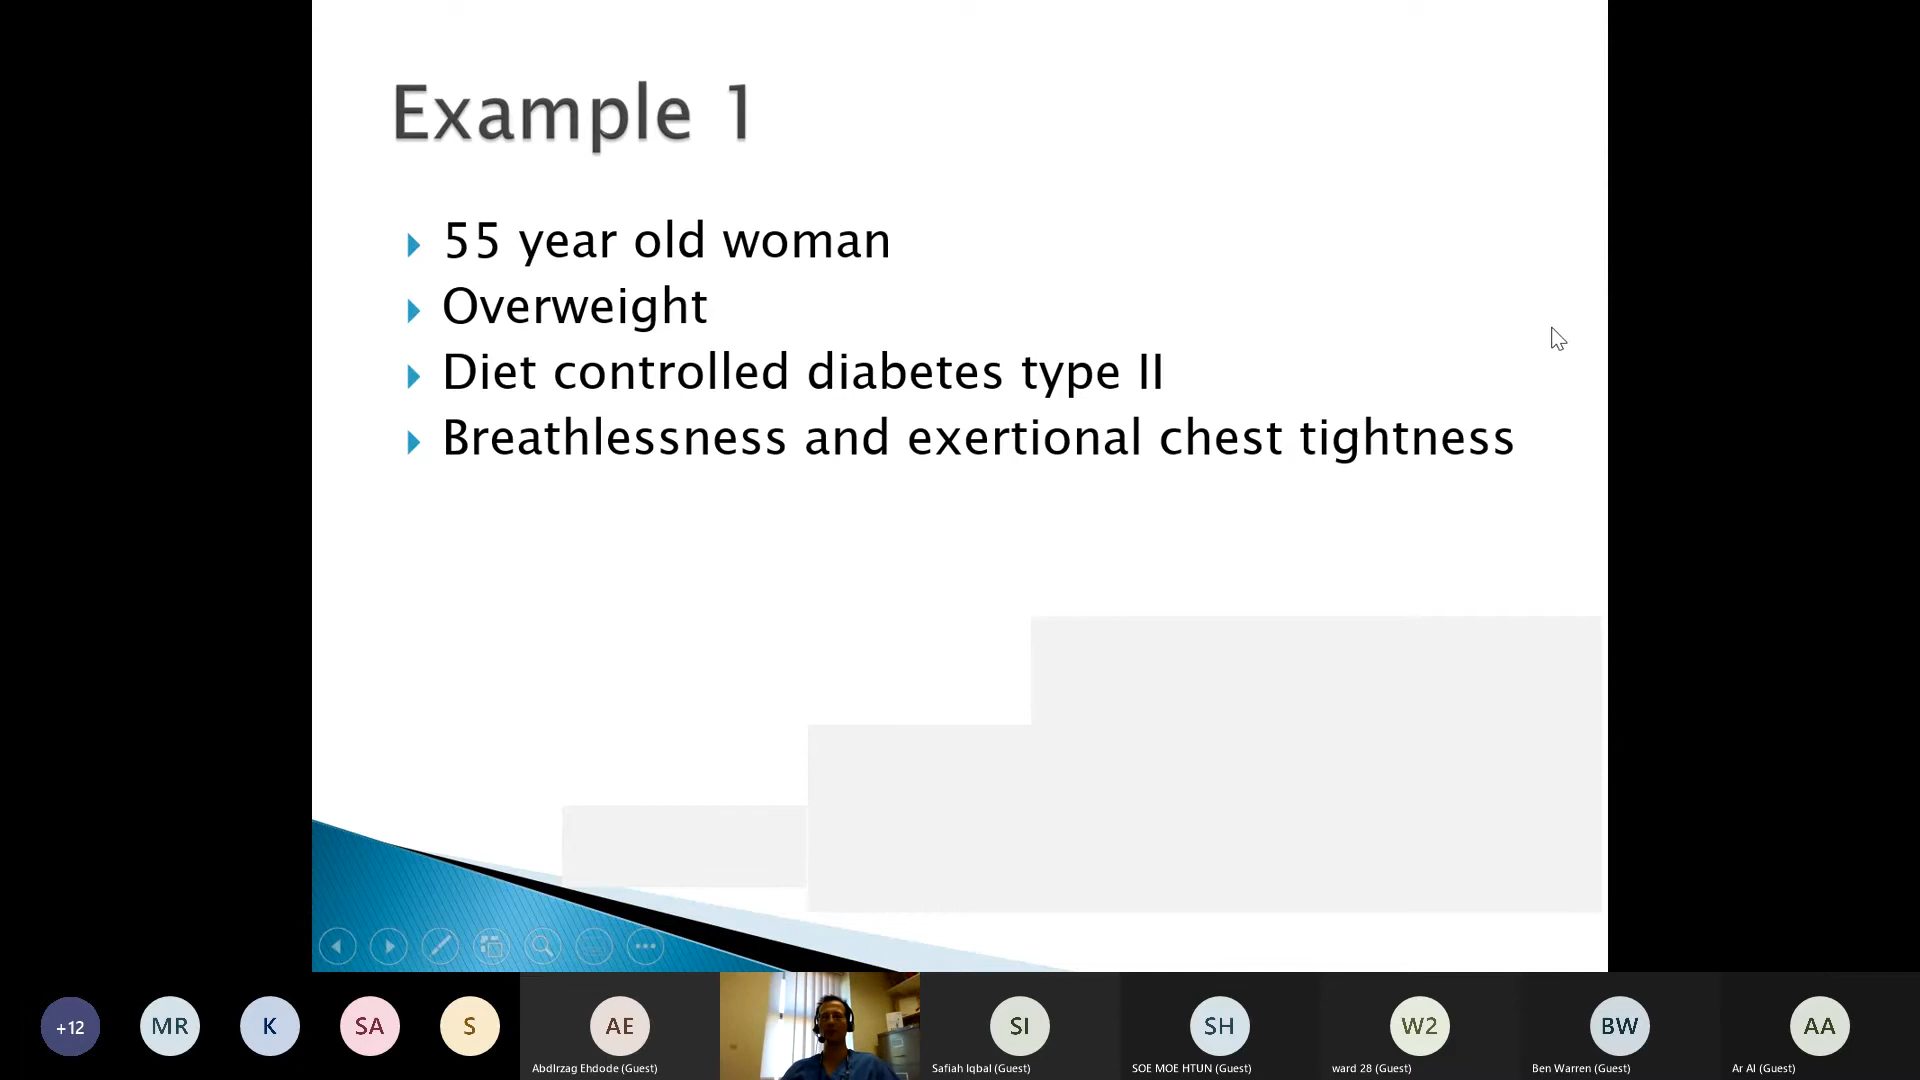 Example 1
55 year old woman
Overweight
Diet controlled diabetes type II
Breathlessness and exertional chest tightness
+12
MR
K
SA
S
AE
SI
SH
W2
BW
AA
Abdlrzag Ehdode (Guest)
Safiah Iqbal (Guest)
SOE MOE HTUN (Guest)
ward 28 (Guest)
Ben Warren (Guest)
Ar Al (Guest)